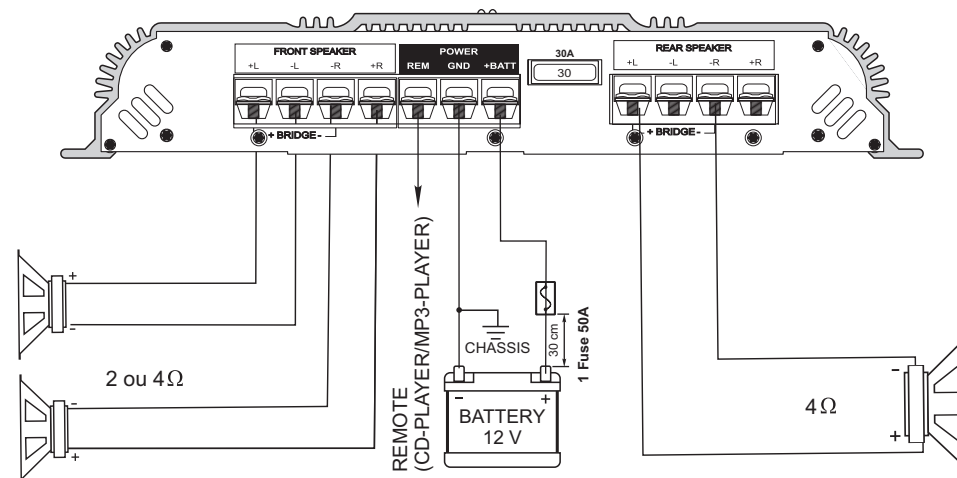 FRONT SPEAKER
+L -L -R +R
POWER
REM GND +BATT
30A
30
REAR SPEAKER
+L -L -R +R
+ BRIDGE -
+ BRIDGE -
+
-
2 ou 4Ω
-
+
REMOTE
(CD-PLAYER/MP3-PLAYER)
CHASSIS
30 cm
1 Fuse 50A
- +
BATTERY
12 V
-
4Ω
+